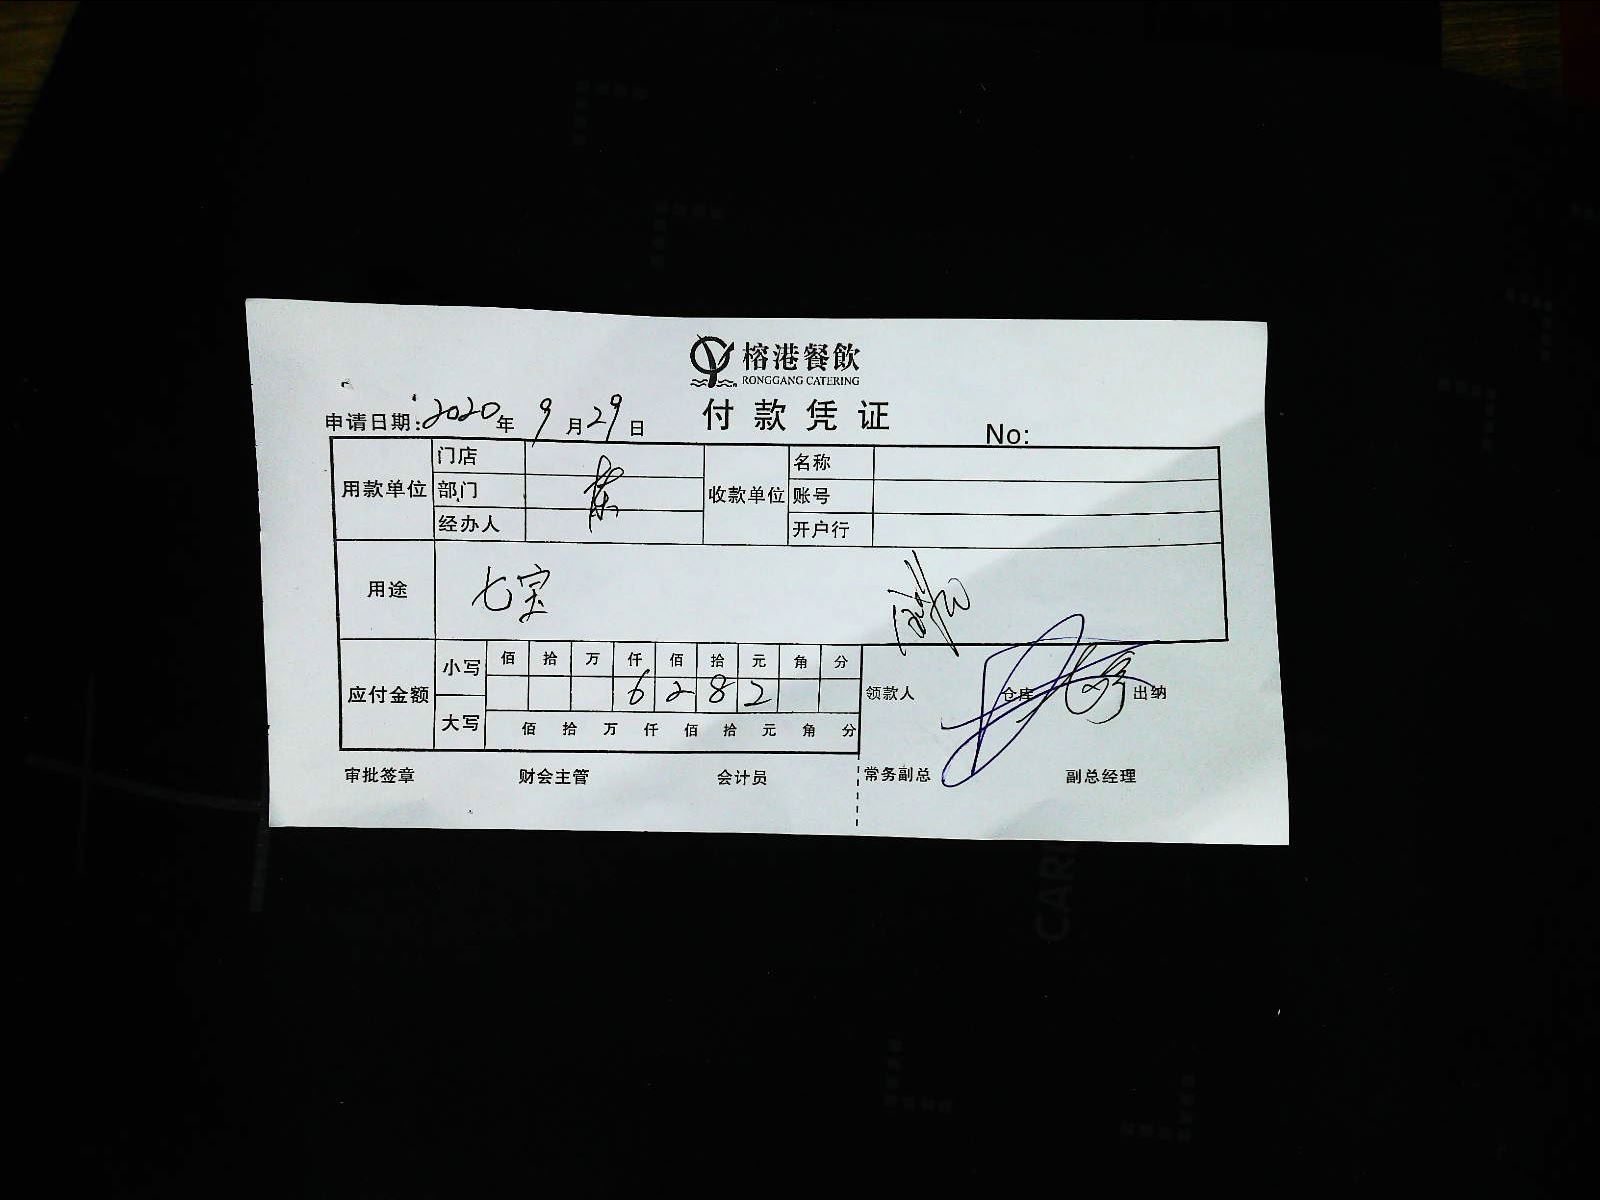 榕港餐飲
RONGGANG CATERING
付款凭证
申请日期:2020年9月29日
No:
用款单位 门店 收款单位 名称
部门 账号
经办人 开户行
用途 七宝
应付金额 小写 佰 拾 万 仟 佰 拾 元 角 分
6 2 8 2
领款人 仓库 出纳
大写 佰 拾 万 仟 佰 拾 元 角 分
审批签章 财会主管 会计员 常务副总 副总经理
CAR